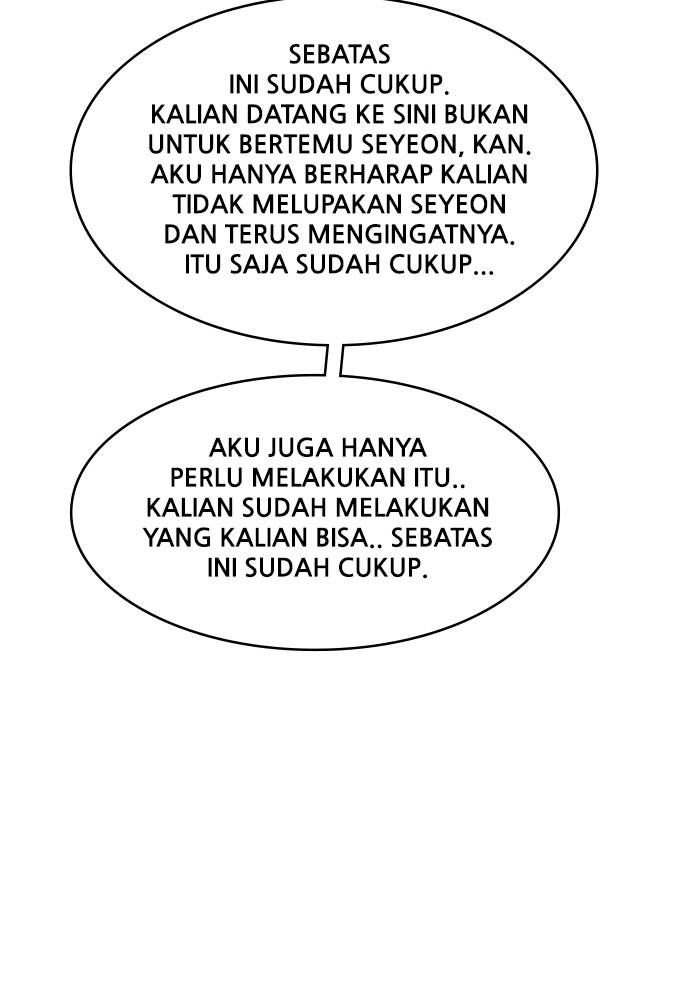 SEBATAS
INI SUDAH CUKUP.
KALIAN DATANG KE SINI BUKAN
UNTUK BERTEMU SEYEON, KAN.
AKU HANYA BERHARAP KALIAN
TIDAK MELUPAKAN SEYEON
DAN TERUS MENGINGATNYA.
ITU SAJA SUDAH CUKUP...
AKU JUGA HANYA
PERLU MELAKUKAN ITU..
KALIAN SUDAH MELAKUKAN
YANG KALIAN BISA.. SEBATAS
INI SUDAH CUKUP.